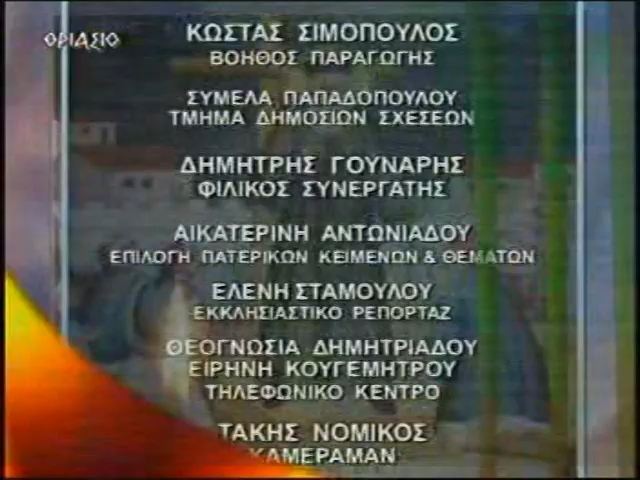 ΘΡΙΑΣΙΟ
ΚΩΣΤΑΣ ΣΙΜΟΠΟΥΛΟΣ
ΒΟΗΘΟΣ ΠΑΡΑΓΩΓΗΣ
ΣΥΜΕΛΑ ΠΑΠΑΔΟΠΟΥΛΟΥ
ΤΜΗΜΑ ΔΗΜΟΣΙΩΝ ΣΧΕΣΕΩΝ
ΔΗΜΗΤΡΗΣ ΓΟΥΝΑΡΗΣ
ΦΙΛΙΚΟΣ ΣΥΝΕΡΓΑΤΗΣ
ΑΙΚΑΤΕΡΙΝΗ ΑΝΤΩΝΙΑΔΟΥ
ΕΠΙΛΟΓΗ ΠΑΤΕΡΙΚΩΝ ΚΕΙΜΕΝΩΝ & ΘΕΜΑΤΩΝ
ΕΛΕΝΗ ΣΤΑΜΟΥΛΟΥ
ΕΚΚΛΗΣΙΑΣΤΙΚΟ ΡΕΠΟΡΤΑΖ
ΘΕΟΓΝΩΣΙΑ ΔΗΜΗΤΡΙΑΔΟΥ
ΕΙΡΗΝΗ ΚΟΥΓΕΜΗΤΡΟΥ
ΤΗΛΕΦΩΝΙΚΟ ΚΕΝΤΡΟ
ΤΑΚΗΣ ΝΟΜΙΚΟΣ
ΚΑΜΕΡΑΜΑΝ